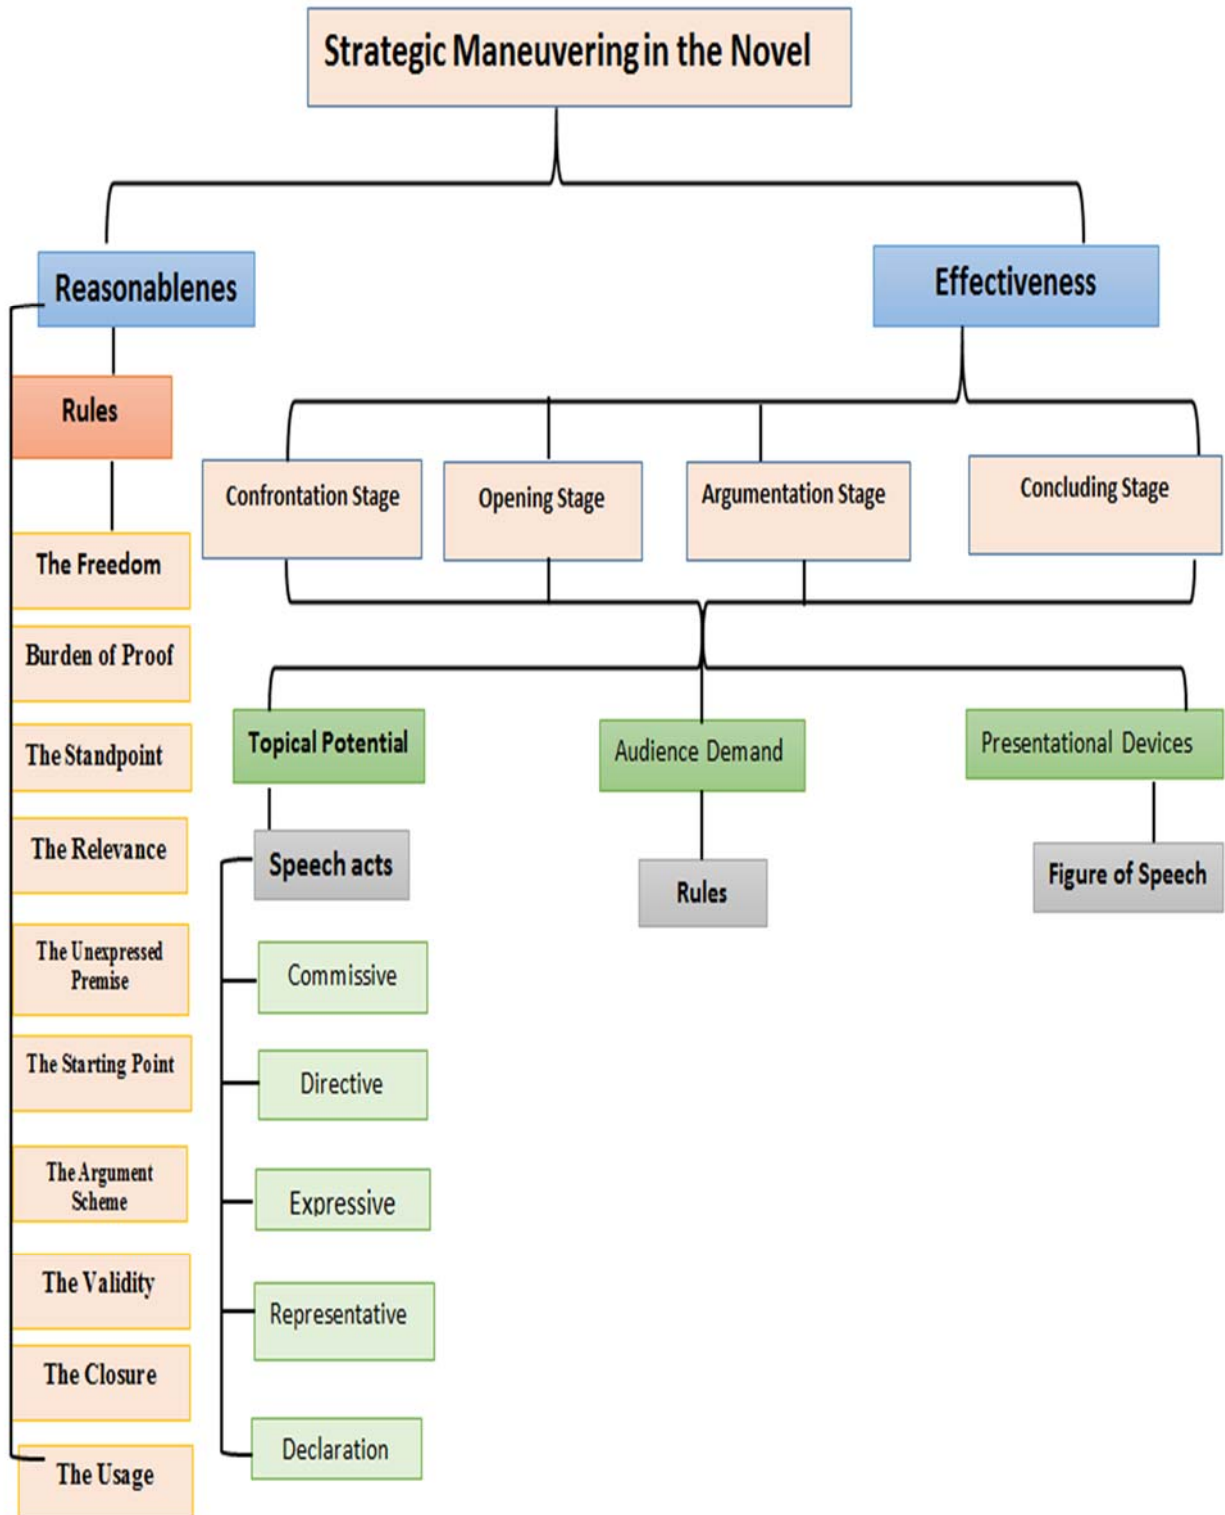 Strategic Maneuvering in the Novel
Reasonablenes
Effectiveness
Rules
Confrontation Stage
Opening Stage
Argumentation Stage
Concluding Stage
The Freedom
Burden of Proof
The Standpoint
The Relevance
The Unexpressed
Premise
The Starting Point
The Argument
Scheme
The Validity
The Closure
The Usage
Topical Potential
Audience Demand
Presentational Devices
Speech acts
Rules
Figure of Speech
Commissive
Directive
Expressive
Representative
Declaration